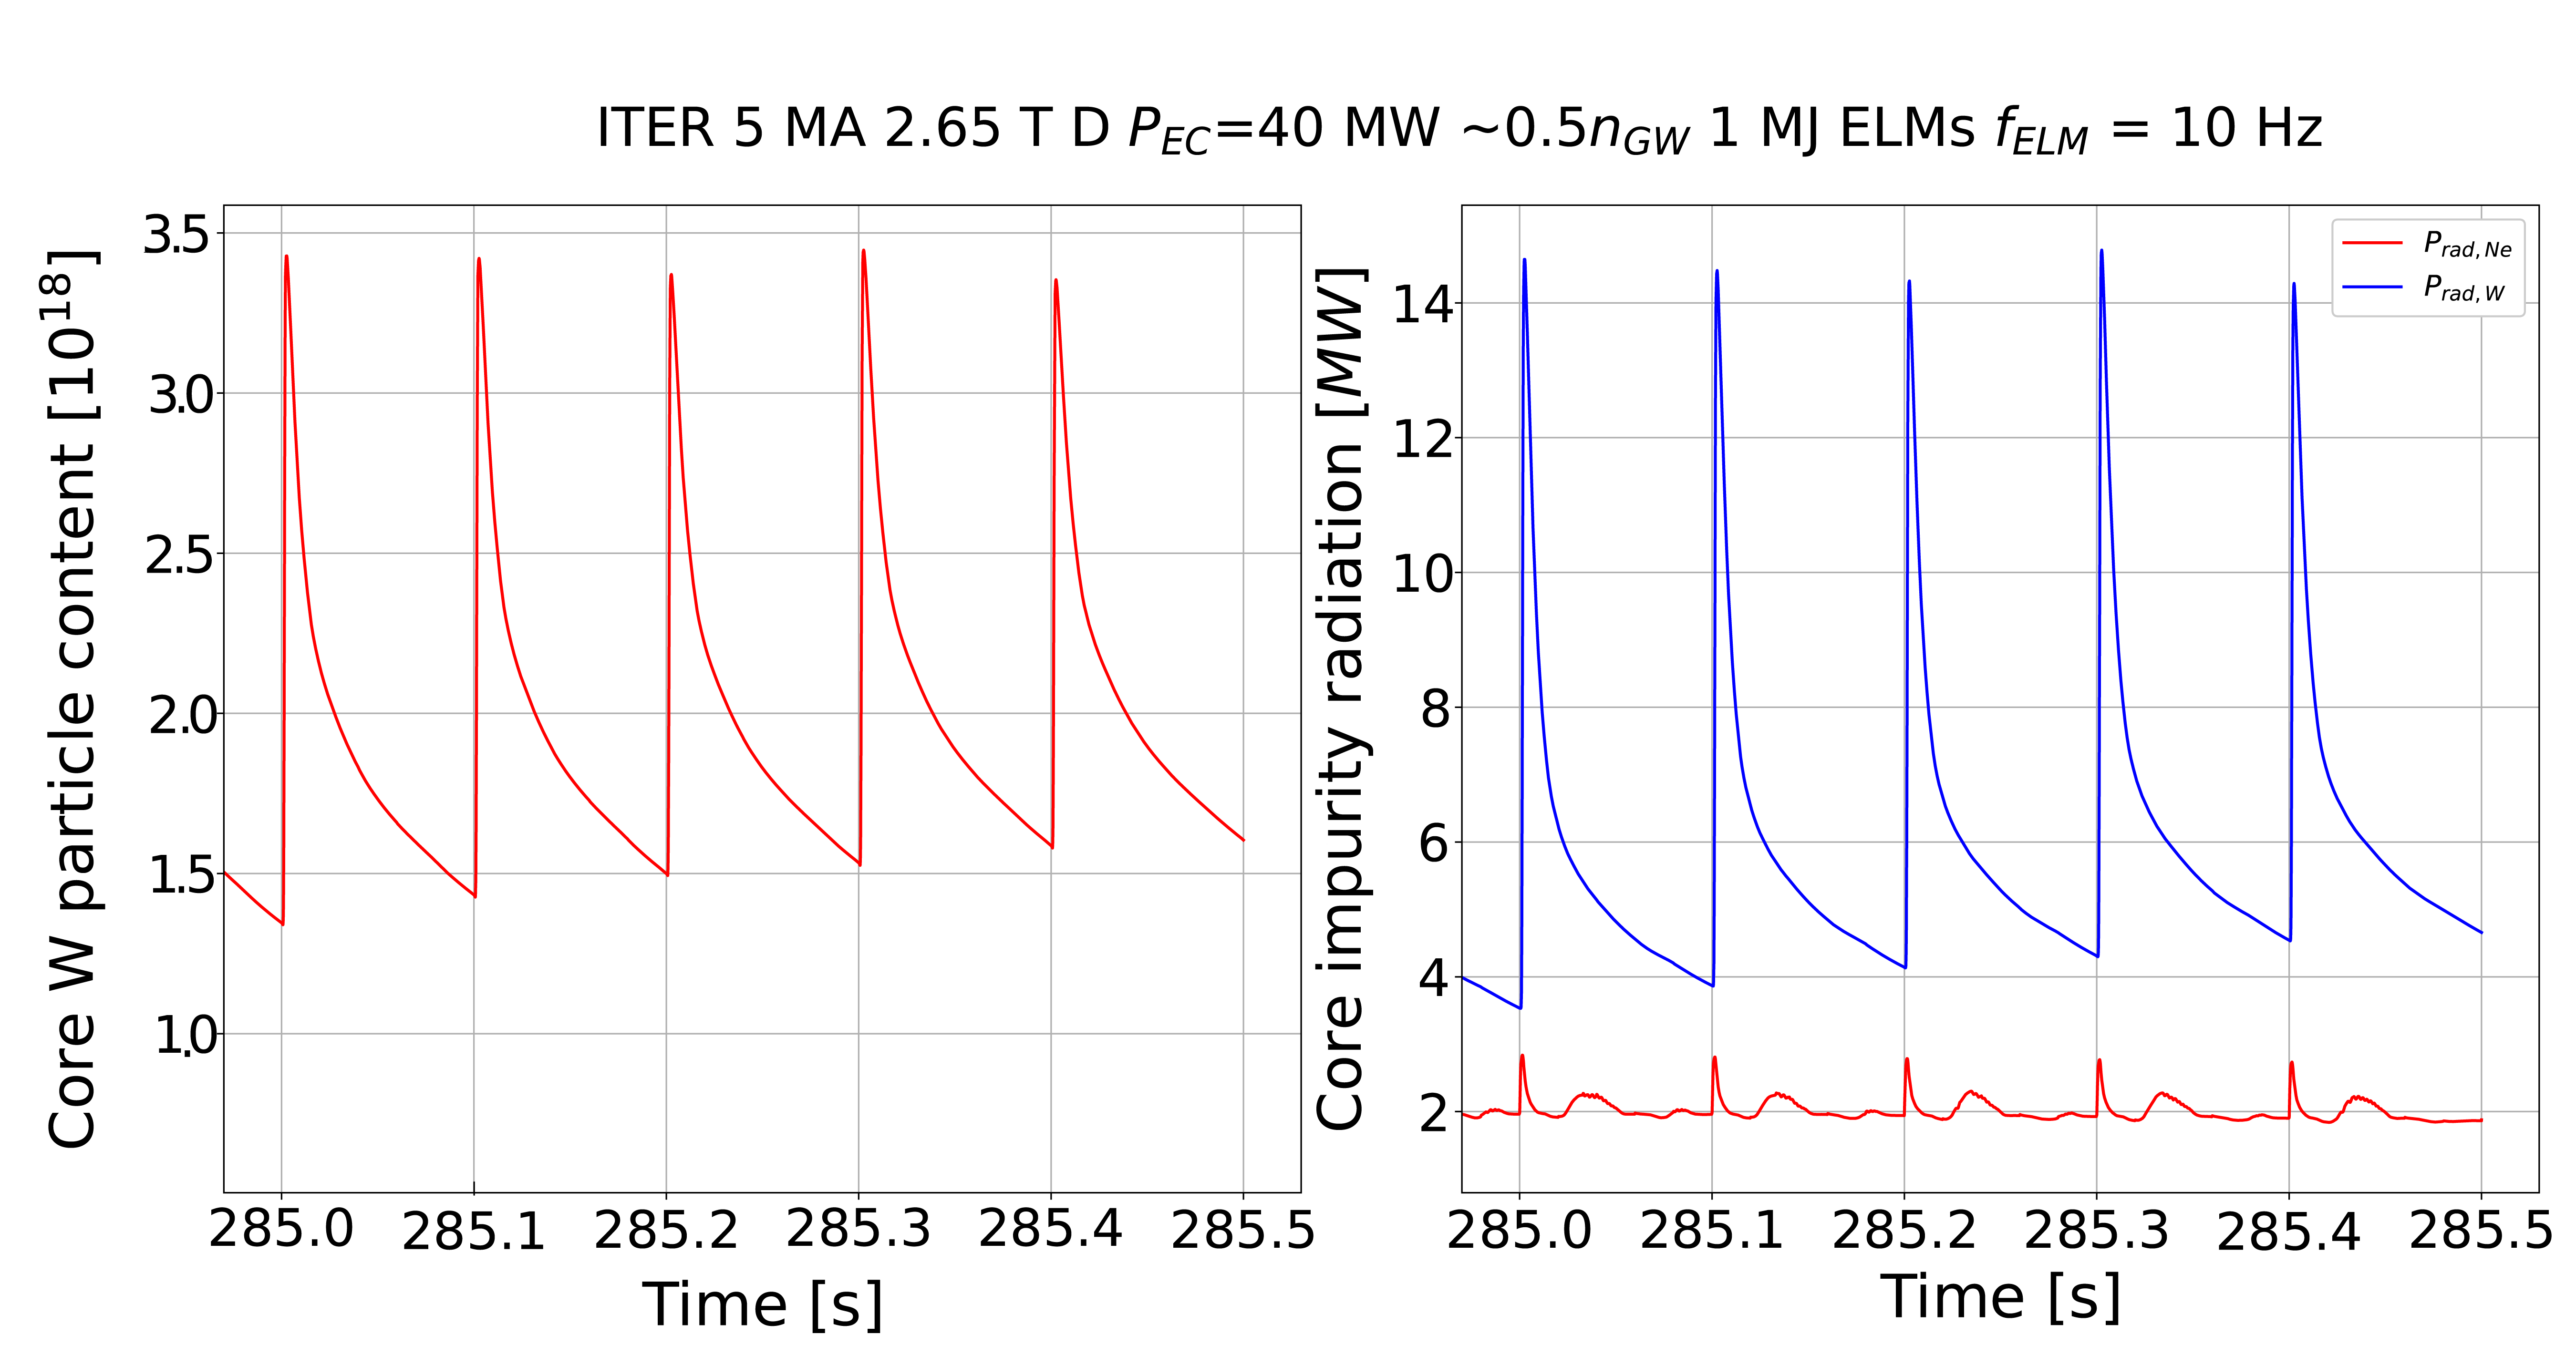 ITER 5 MA 2.65 T D P_EC=40 MW ~0.5n_GW 1 MJ ELMs f_ELM = 10 Hz
Core W particle content [10^18]
3.5
3.0
2.5
2.0
1.5
1.0
285.0 285.1 285.2 285.3 285.4 285.5
Time [s]
Core impurity radiation [MW]
14
12
10
8
6
4
2
P_rad,Ne
P_rad,W
285.0 285.1 285.2 285.3 285.4 285.5
Time [s]